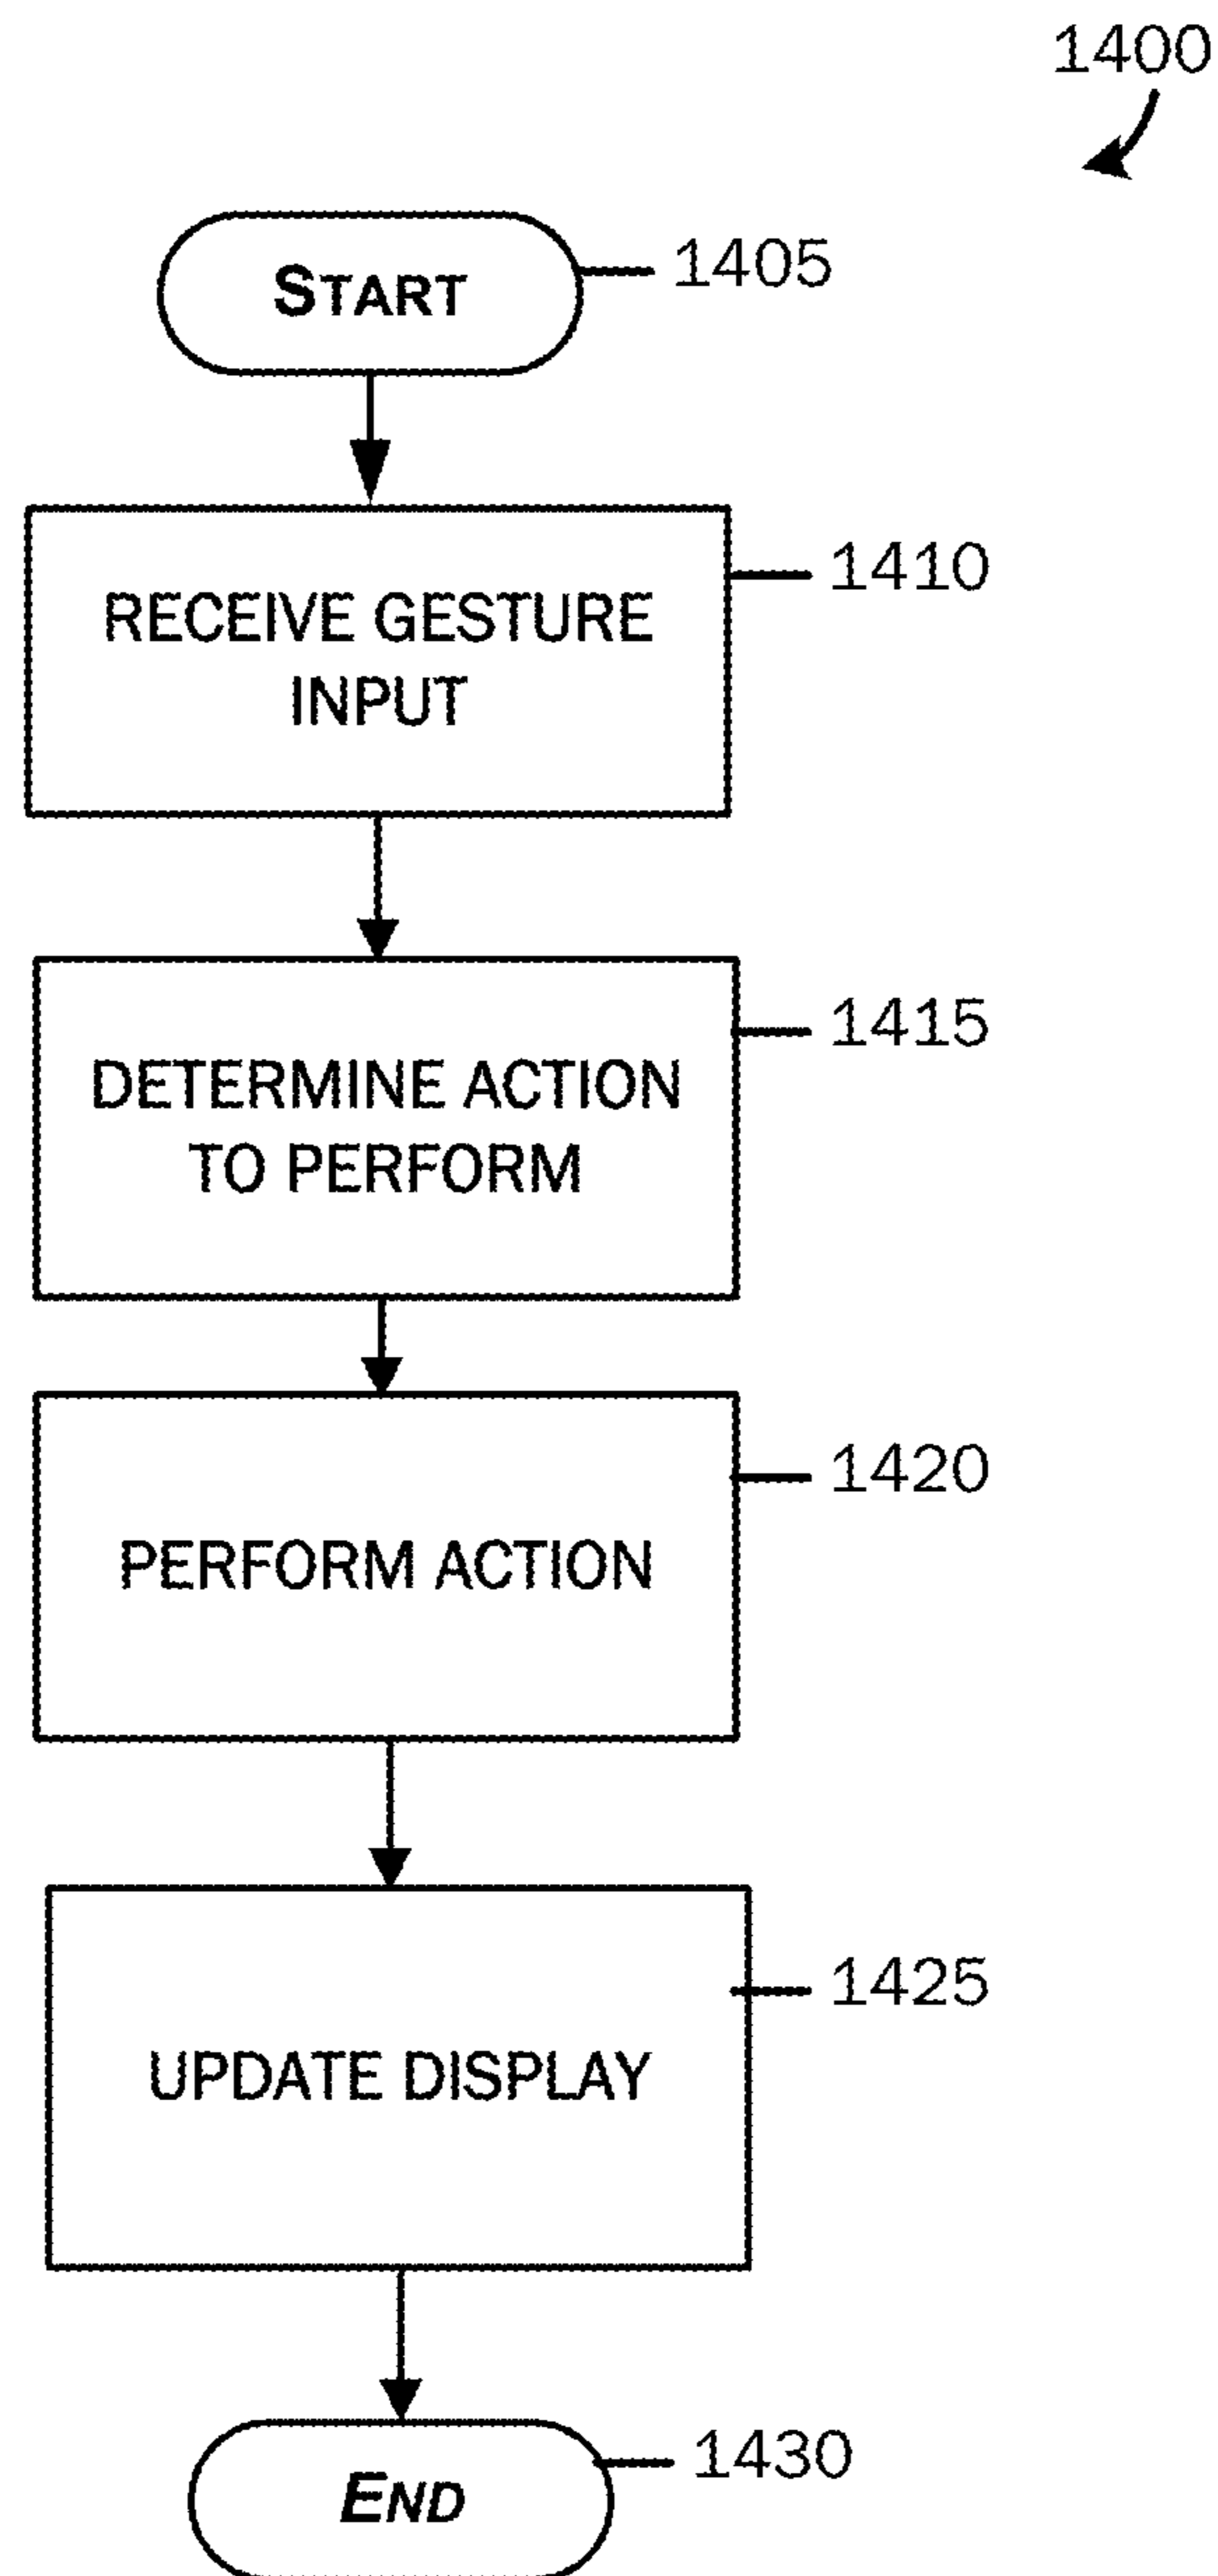 1400
START
1405
RECEIVE GESTURE
INPUT
1410
DETERMINE ACTION
TO PERFORM
1415
PERFORM ACTION
1420
UPDATE DISPLAY
1425
END
1430